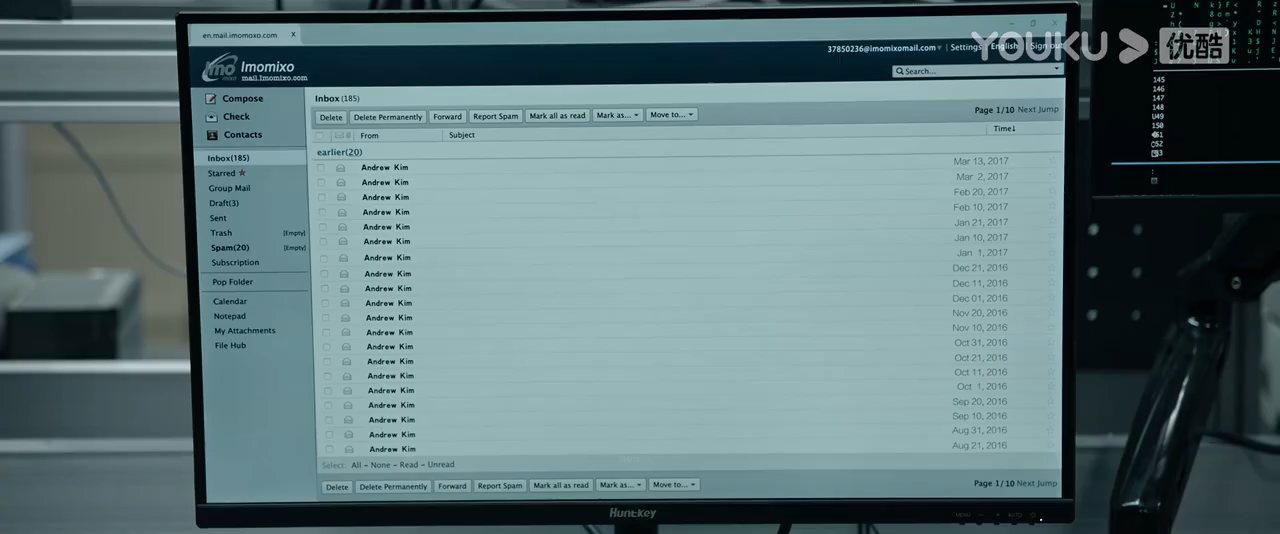 en.mail.imomoxo.com X
YOUKU 优酷
Imo Imomixo
mail.Imomixo.com
37850236@imomixomail.com Settings English Sign out
Search...
Compose
Check
Contacts
Inbox(185)
Starred
Group Mail
Draft(3)
Sent
Trash [Empty]
Spam(20) [Empty]
Subscription
Pop Folder
Calendar
Notepad
My Attachments
File Hub
Inbox (185)
Delete Delete Permanently Forward Report Spam Mark all as read Mark as... Move to... Page 1/10 Next Jump
From Subject Time↓
earlier(20)
Andrew Kim Mar 13, 2017
Andrew Kim Mar 2, 2017
Andrew Kim Feb 20, 2017
Andrew Kim Feb 10, 2017
Andrew Kim Jan 21, 2017
Andrew Kim Jan 10, 2017
Andrew Kim Jan 1, 2017
Andrew Kim Dec 21, 2016
Andrew Kim Dec 11, 2016
Andrew Kim Dec 01, 2016
Andrew Kim Nov 20, 2016
Andrew Kim Nov 10, 2016
Andrew Kim Oct 31, 2016
Andrew Kim Oct 21, 2016
Andrew Kim Oct 11, 2016
Andrew Kim Oct 1, 2016
Andrew Kim Sep 20, 2016
Andrew Kim Sep 10, 2016
Andrew Kim Aug 31, 2016
Andrew Kim Aug 21, 2016
Select: All - None - Read - Unread
Delete Delete Permanently Forward Report Spam Mark all as read Mark as... Move to... Page 1/10 Next Jump
Huntkey
MENU AUTO
145
146
147
148
150